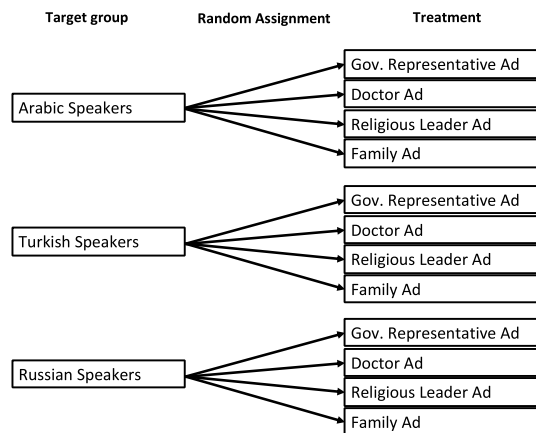 Target group Random Assignment Treatment
Arabic Speakers
Gov. Representative Ad
Doctor Ad
Religious Leader Ad
Family Ad
Turkish Speakers
Gov. Representative Ad
Doctor Ad
Religious Leader Ad
Family Ad
Russian Speakers
Gov. Representative Ad
Doctor Ad
Religious Leader Ad
Family Ad